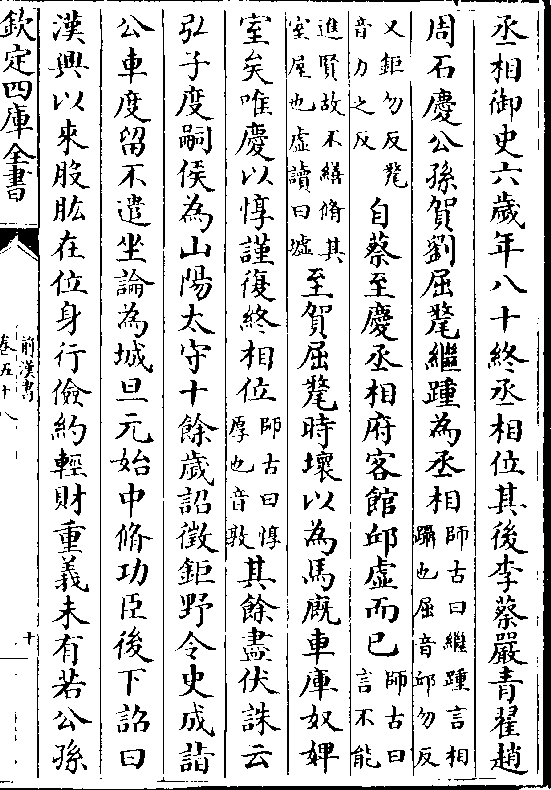 丞相御史六歲年八十終丞相位其後李蔡嚴青翟趙
周石慶公孫賀劉屈氂繼踵為丞相師古曰繼踵言相躡也屈音邱勿反
又鉅勿反氂音力之反自蔡至慶丞相府客館邱虛而已師古曰言不能
進賢故不繕脩其室屋也虛讀曰墟至賀屈氂時壞以為馬廐車庫奴婢
室矣唯慶以惇謹復終相位師古曰惇厚也音敦其餘盡伏誅云
弘子度嗣侯為山陽太守十餘歲詔徵鉅野令史成詣
公車度留不遣坐論為城旦元始中脩功臣後下詔曰
漢興以來股肱在位身行儉約輕財重義未有若公孫
欽定四庫全書
前漢書
卷五十八
十